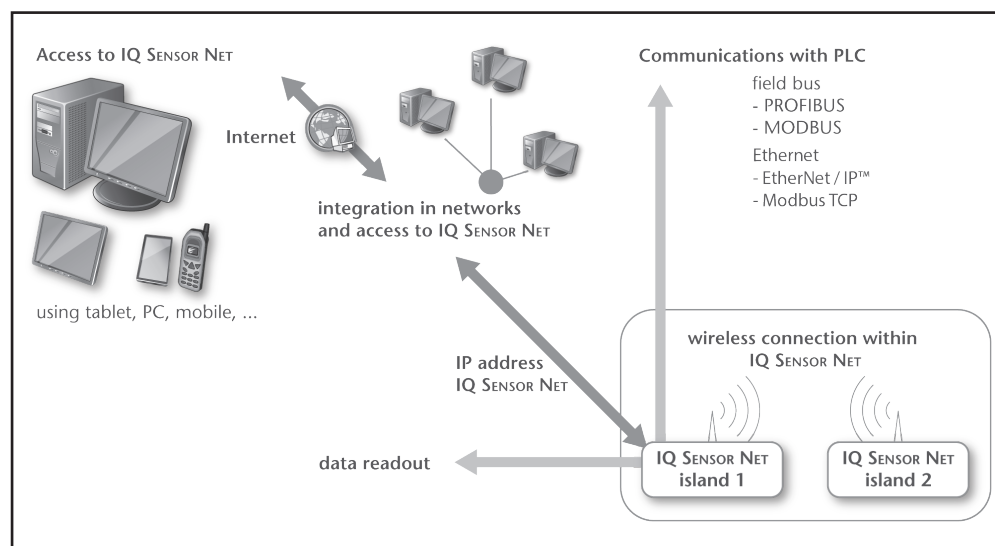 Access to IQ SENSOR NET
using tablet, PC, mobile, ...
Internet
integration in networks
and access to IQ SENSOR NET
Communications with PLC
field bus
- PROFIBUS
- MODBUS
Ethernet
- EtherNet / IP™
- Modbus TCP
IP address
IQ SENSOR NET
data readout
wireless connection within
IQ SENSOR NET
IQ SENSOR NET
island 1
IQ SENSOR NET
island 2